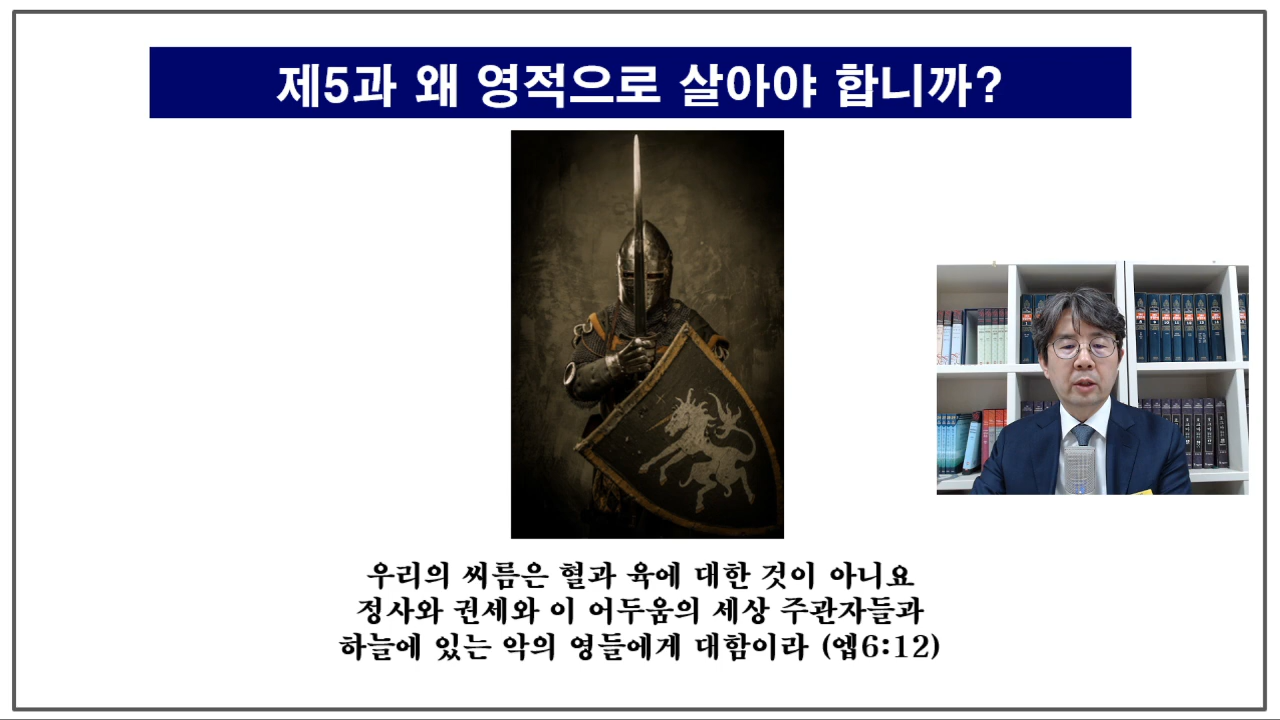 제5과 왜 영적으로 살아야 합니까?
우리의 씨름은 혈과 육에 대한 것이 아니요
정사와 권세와 이 어두움의 세상 주관자들과
하늘에 있는 악의 영들에게 대함이라 (엡6:12)